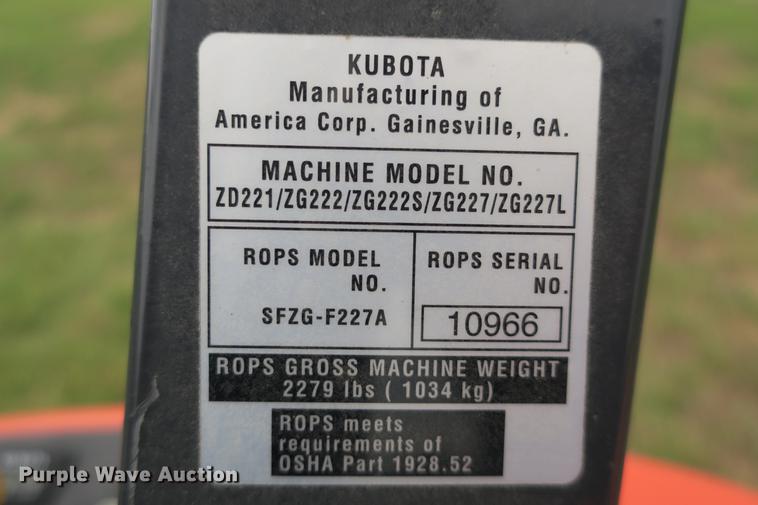 KUBOTA
Manufacturing of
America Corp. Gainesville, GA.
MACHINE MODEL NO.
ZD221/ZG222/ZG222S/ZG227/ZG227L
ROPS MODEL
NO.
SFZG-F227A
ROPS SERIAL
NO.
10966
ROPS GROSS MACHINE WEIGHT
2279 lbs ( 1034 kg)
ROPS meets
requirements of
OSHA Part 1928.52
Purple Wave Auction